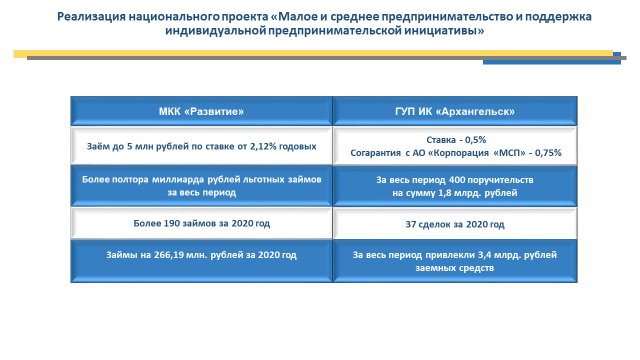 Реализация национального проекта «Малое и среднее предпринимательство и поддержка
индивидуальной предпринимательской инициативы»
МКК «Развитие»
ГУП ИК «Архангельск»
Заём до 5 млн рублей по ставке от 2,12% годовых
Ставка - 0,5%
Согарантия с АО «Корпорация «МСП» - 0,75%
Более полтора миллиарда рублей льготных займов
за весь период
За весь период 400 поручительств
на сумму 1,8 млрд. рублей
Более 190 займов за 2020 год
37 сделок за 2020 год
Займы на 266,19 млн. рублей за 2020 год
За весь период привлекли 3,4 млрд. рублей
заемных средств